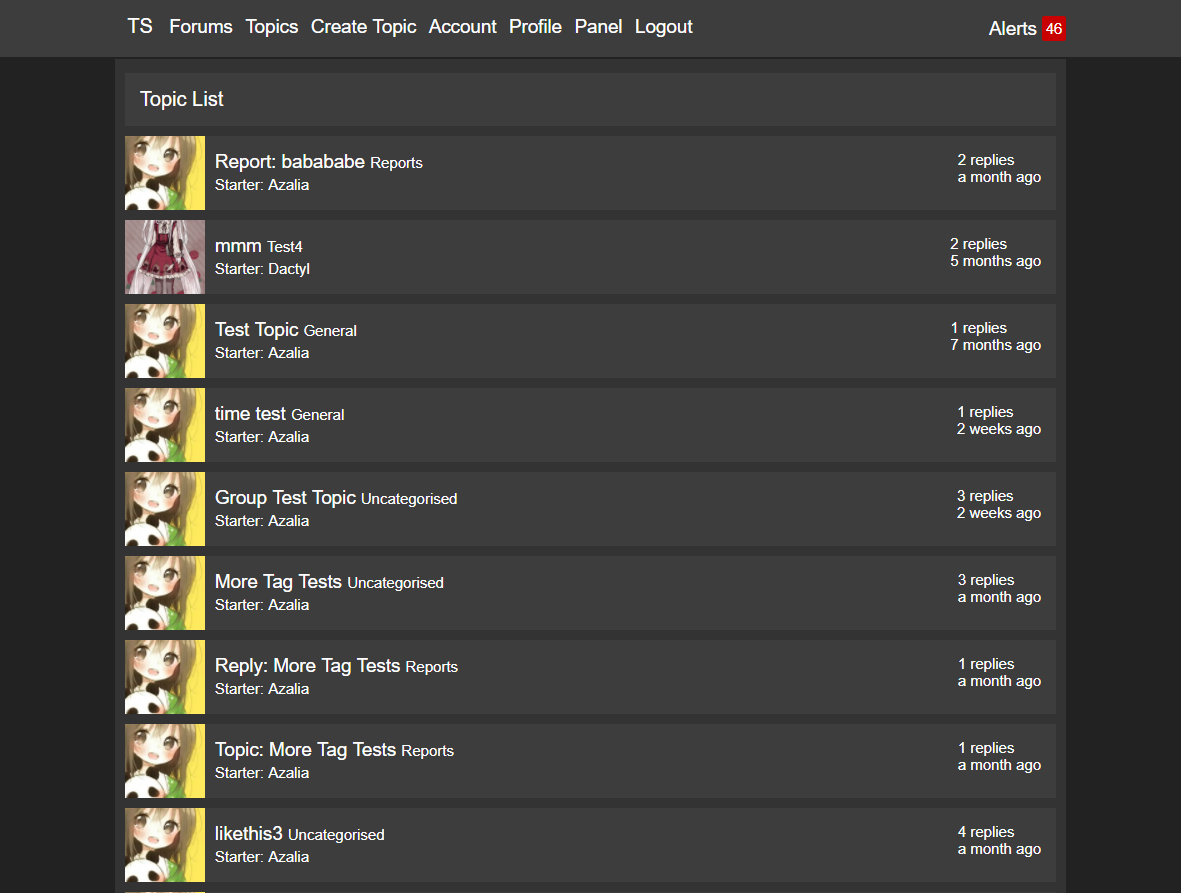 TS Forums Topics Create Topic Account Profile Panel Logout Alerts 46
Topic List
Report: babababe Reports
Starter: Azalia
2 replies
a month ago
mmm Test4
Starter: Dactyl
2 replies
5 months ago
Test Topic General
Starter: Azalia
1 replies
7 months ago
time test General
Starter: Azalia
1 replies
2 weeks ago
Group Test Topic Uncategorised
Starter: Azalia
3 replies
2 weeks ago
More Tag Tests Uncategorised
Starter: Azalia
3 replies
a month ago
Reply: More Tag Tests Reports
Starter: Azalia
1 replies
a month ago
Topic: More Tag Tests Reports
Starter: Azalia
1 replies
a month ago
likethis3 Uncategorised
Starter: Azalia
4 replies
a month ago